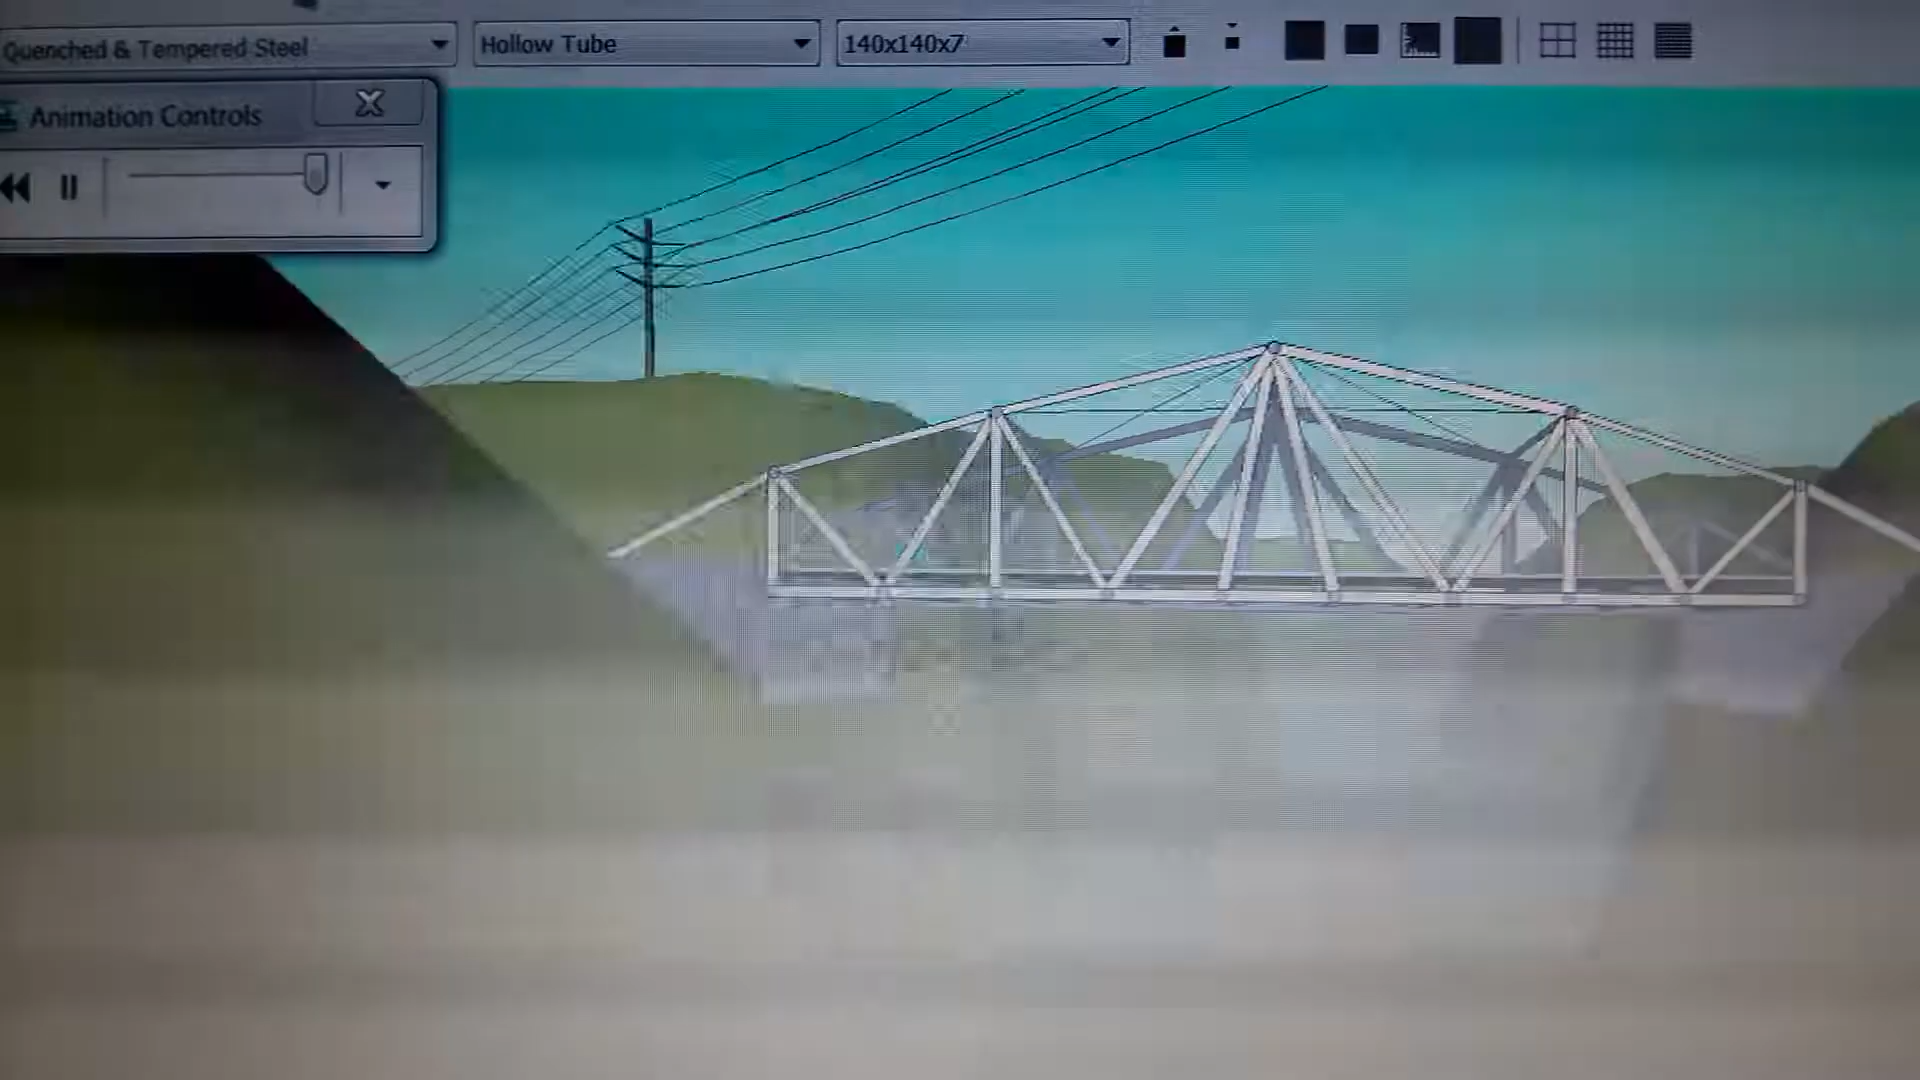 Quenched & Tempered Steel
Hollow Tube
140x140x7
Animation Controls